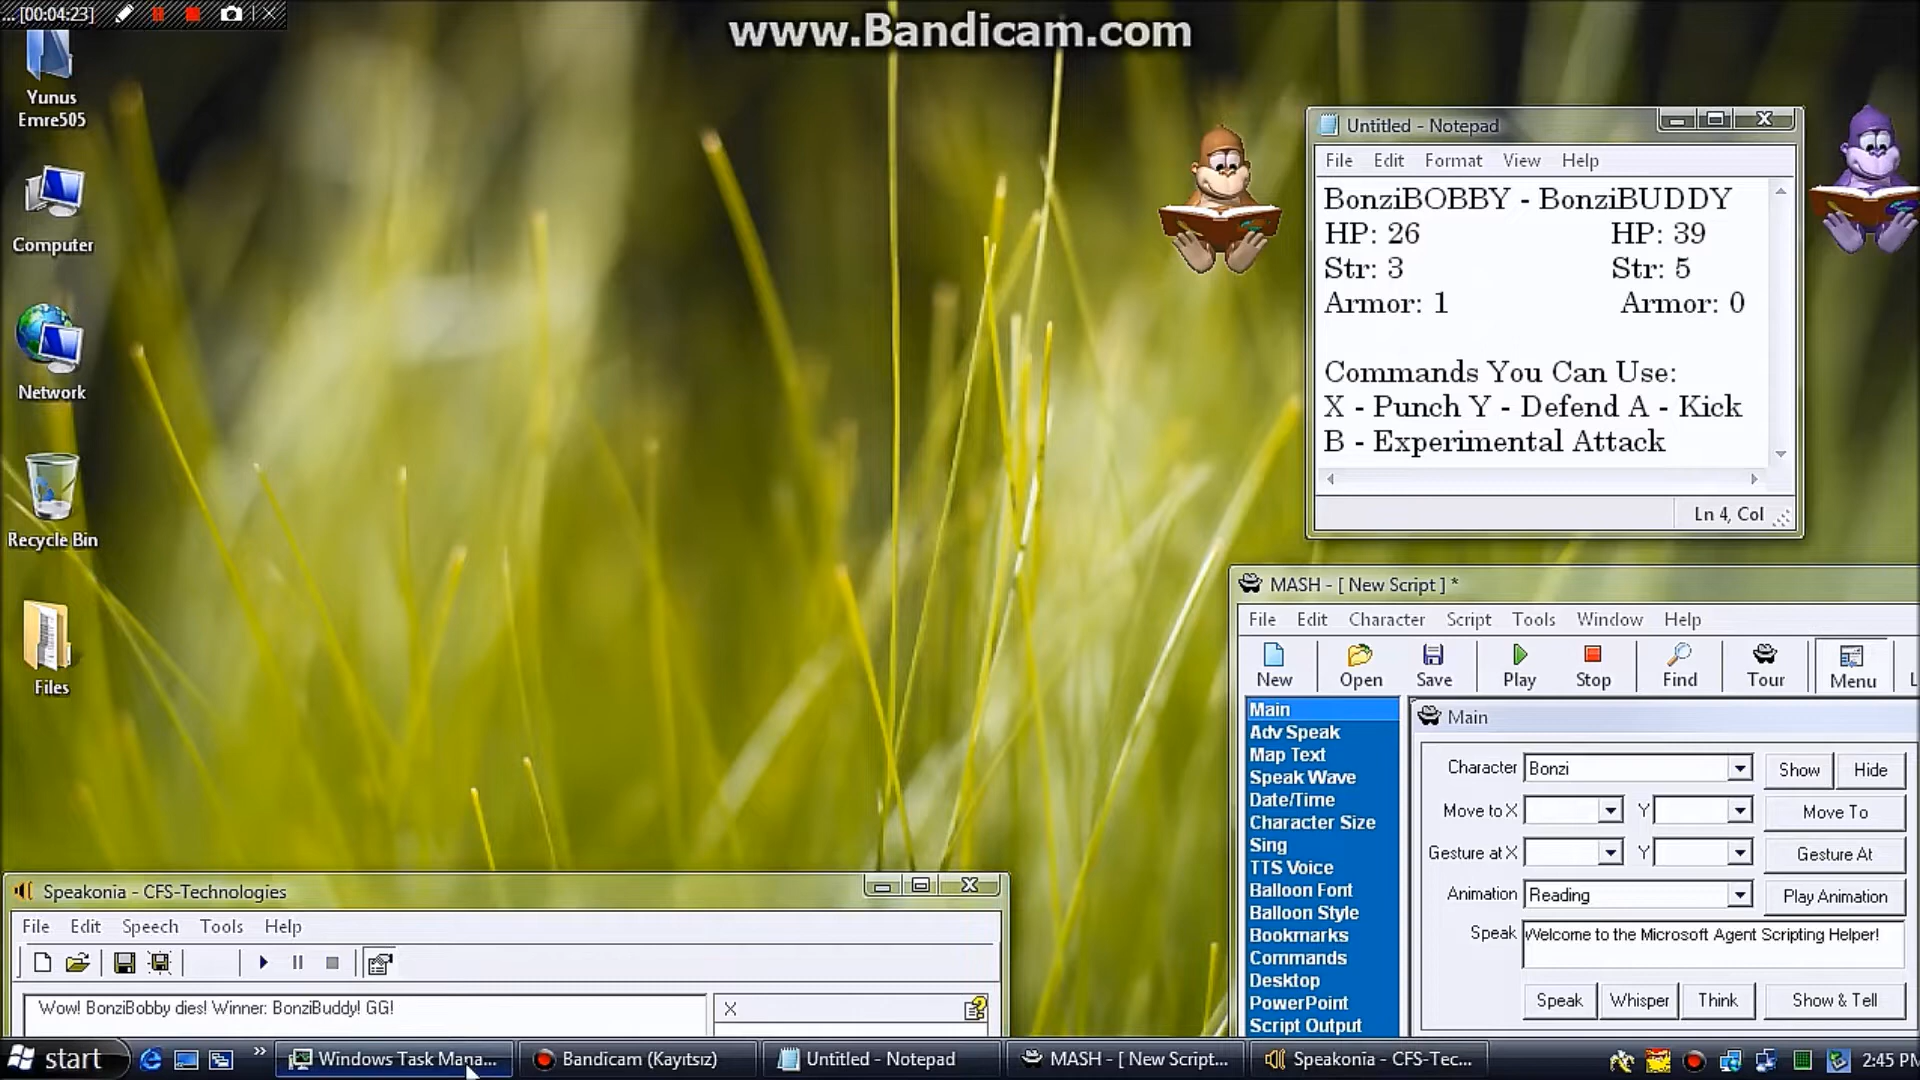 ... [00:04:23]
www.Bandicam.com
Yunus
Emre505
Computer
Network
Recycle Bin
Files
Untitled - Notepad
File Edit Format View Help
BonziBOBBY - BonziBUDDY
HP: 26 HP: 39
Str: 3 Str: 5
Armor: 1 Armor: 0
Commands You Can Use:
X - Punch Y - Defend A - Kick
B - Experimental Attack
Ln 4, Col
MASH - [ New Script ] *
File Edit Character Script Tools Window Help
New Open Save Play Stop Find Tour Menu L
Main
Adv Speak
Map Text
Speak Wave
Date/Time
Character Size
Sing
TTS Voice
Balloon Font
Balloon Style
Bookmarks
Commands
Desktop
PowerPoint
Script Output
Main
Character Bonzi Show Hide
Move to X Y Move To
Gesture at X Y Gesture At
Animation Reading Play Animation
Speak Welcome to the Microsoft Agent Scripting Helper!
Speak Whisper Think Show & Tell
Speakonia - CFS-Technologies
File Edit Speech Tools Help
Wow! BonziBobby dies! Winner: BonziBuddy! GG!
X
start
Windows Task Mana...
Bandicam (Kayıtsız)
Untitled - Notepad
MASH - [ New Script...
Speakonia - CFS-Tec...
2:45 PM